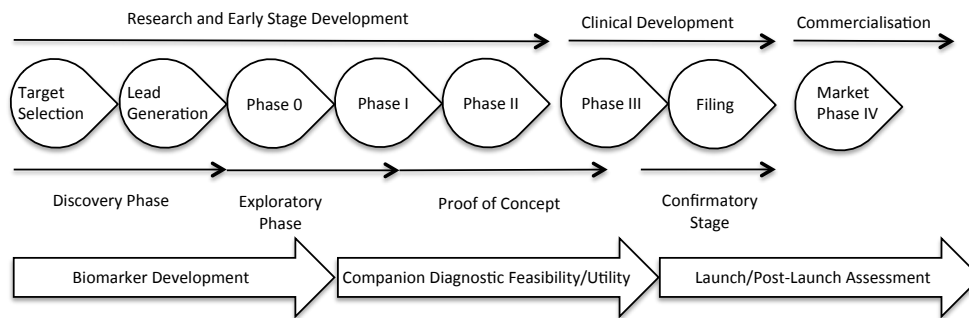 Research and Early Stage Development
Clinical Development
Commercialisation
Target
Selection
Lead
Generation
Phase 0
Phase I
Phase II
Phase III
Filing
Market
Phase IV
Discovery Phase
Exploratory
Phase
Proof of Concept
Confirmatory
Stage
Biomarker Development
Companion Diagnostic Feasibility/Utility
Launch/Post-Launch Assessment